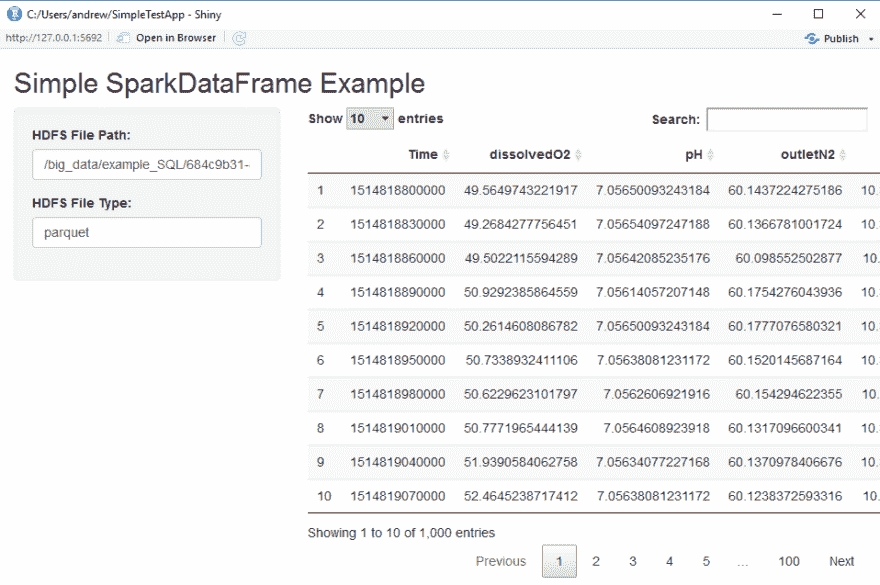 C:/Users/andrew/SimpleTestApp - Shiny
http://127.0.0.1:5692 Open in Browser Publish
Simple SparkDataFrame Example
HDFS File Path:
/big_data/example_SQL/684c9b31-
HDFS File Type:
parquet
Show 10 entries Search:
Time dissolvedO2 pH outletN2
1 1514818800000 49.5649743221917 7.05650093243184 60.1437224275186 10.
2 1514818830000 49.2684277756451 7.05654097247188 60.1366781001724 10.
3 1514818860000 49.5022115594289 7.05642085235176 60.098552502877 10.
4 1514818890000 50.9292385864559 7.05614057207148 60.1754276043936 10.
5 1514818920000 50.2614608086782 7.05650093243184 60.1777076580321 10.
6 1514818950000 50.7338932411106 7.05638081231172 60.1520145687164 10.
7 1514818980000 50.6229623101797 7.0562606921916 60.154294622355 10.
8 1514819010000 50.7771965444139 7.0564608923918 60.1317096600341 10.
9 1514819040000 51.9390584062758 7.05634077227168 60.1370978406676 10.
10 1514819070000 52.4645238717412 7.05638081231172 60.1238372593316 10.
Showing 1 to 10 of 1,000 entries
Previous 1 2 3 4 5 … 100 Next